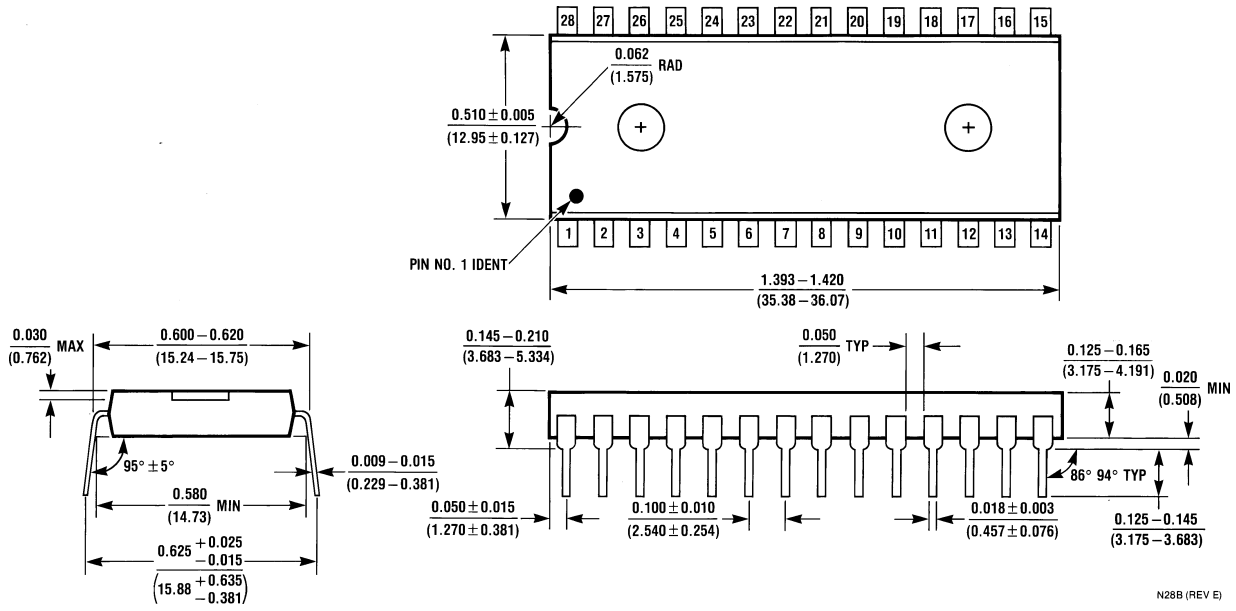 28 27 26 25 24 23 22 21 20 19 18 17 16 15
0.062
(1.575)
RAD
0.510 ± 0.005
(12.95 ± 0.127)
1 2 3 4 5 6 7 8 9 10 11 12 13 14
PIN NO. 1 IDENT
1.393 – 1.420
(35.38 – 36.07)
0.030
(0.762)
MAX
0.600 – 0.620
(15.24 – 15.75)
95° ± 5°
0.580
(14.73)
MIN
0.009 – 0.015
(0.229 – 0.381)
0.625 + 0.025
– 0.015
(15.88 + 0.635
– 0.381)
0.145 – 0.210
(3.683 – 5.334)
0.050
(1.270)
TYP
0.125 – 0.165
(3.175 – 4.191)
0.020
(0.508)
MIN
86° 94° TYP
0.050 ± 0.015
(1.270 ± 0.381)
0.100 ± 0.010
(2.540 ± 0.254)
0.018 ± 0.003
(0.457 ± 0.076)
0.125 – 0.145
(3.175 – 3.683)
N28B (REV E)